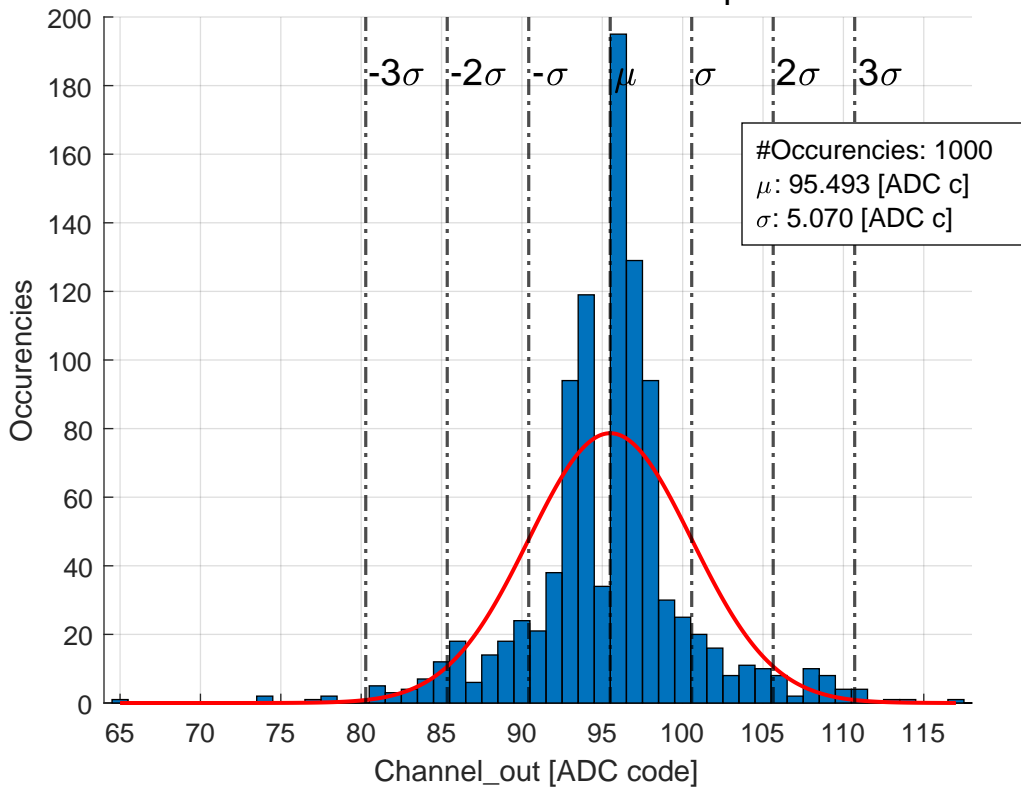 200
180
160
140
120
100
80
60
40
20
0
Occurencies
-3σ -2σ -σ μ σ 2σ 3σ
#Occurencies: 1000
μ: 95.493 [ADC c]
σ: 5.070 [ADC c]
65 70 75 80 85 90 95 100 105 110 115
Channel_out [ADC code]